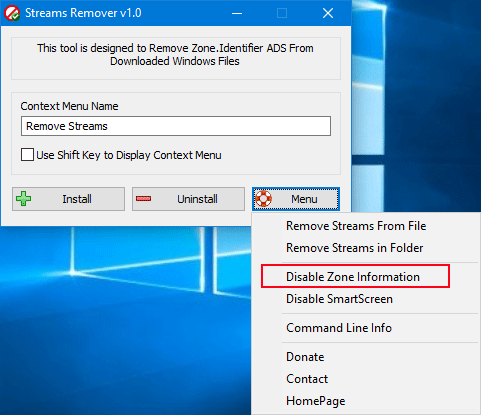 Streams Remover v1.0
This tool is designed to Remove Zone.Identifier ADS From
Downloaded Windows Files
Context Menu Name
Remove Streams
Use Shift Key to Display Context Menu
Install
Uninstall
Menu
Remove Streams From File
Remove Streams in Folder
Disable Zone Information
Disable SmartScreen
Command Line Info
Donate
Contact
HomePage